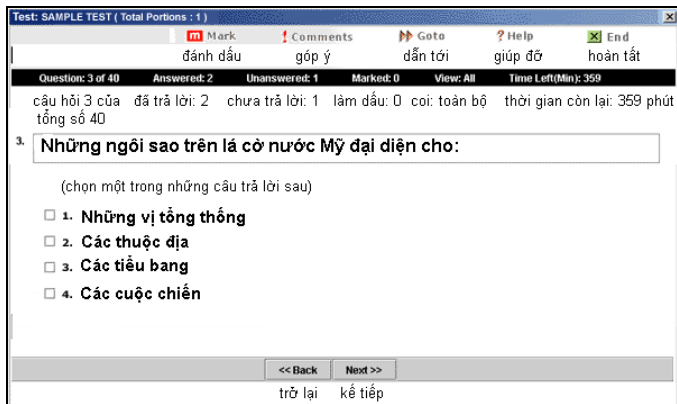 Test: SAMPLE TEST ( Total Portions : 1 )
m Mark ! Comments Goto ? Help End
đánh dấu góp ý dẫn tới giúp đỡ hoàn tất
Question: 3 of 40 Answered: 2 Unanswered: 1 Marked: 0 View: All Time Left(Min): 359
câu hỏi 3 của đã trả lời: 2 chưa trả lời: 1 làm dấu: 0 coi: toàn bộ thời gian còn lại: 359 phút
tổng số 40
3. Những ngôi sao trên lá cờ nước Mỹ đại diện cho:
(chọn một trong những câu trả lời sau)
1. Những vị tổng thống
2. Các thuộc địa
3. Các tiểu bang
4. Các cuộc chiến
<< Back Next >>
trở lại kế tiếp